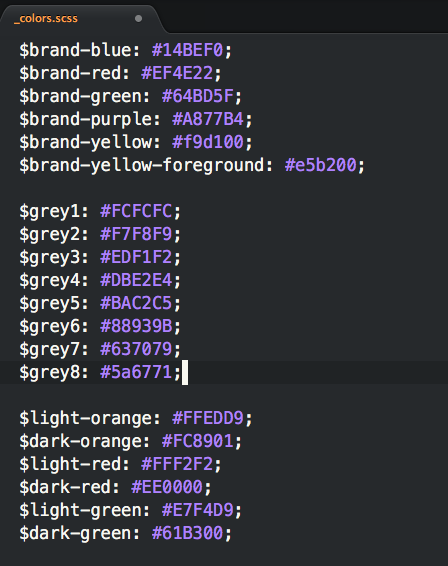 _colors.scss
$brand-blue: #14BEF0;
$brand-red: #EF4E22;
$brand-green: #64BD5F;
$brand-purple: #A877B4;
$brand-yellow: #f9d100;
$brand-yellow-foreground: #e5b200;
$grey1: #FCFCFC;
$grey2: #F7F8F9;
$grey3: #EDF1F2;
$grey4: #DBE2E4;
$grey5: #BAC2C5;
$grey6: #88939B;
$grey7: #637079;
$grey8: #5a6771;
$light-orange: #FFEDD9;
$dark-orange: #FC8901;
$light-red: #FFF2F2;
$dark-red: #EE0000;
$light-green: #E7F4D9;
$dark-green: #61B300;